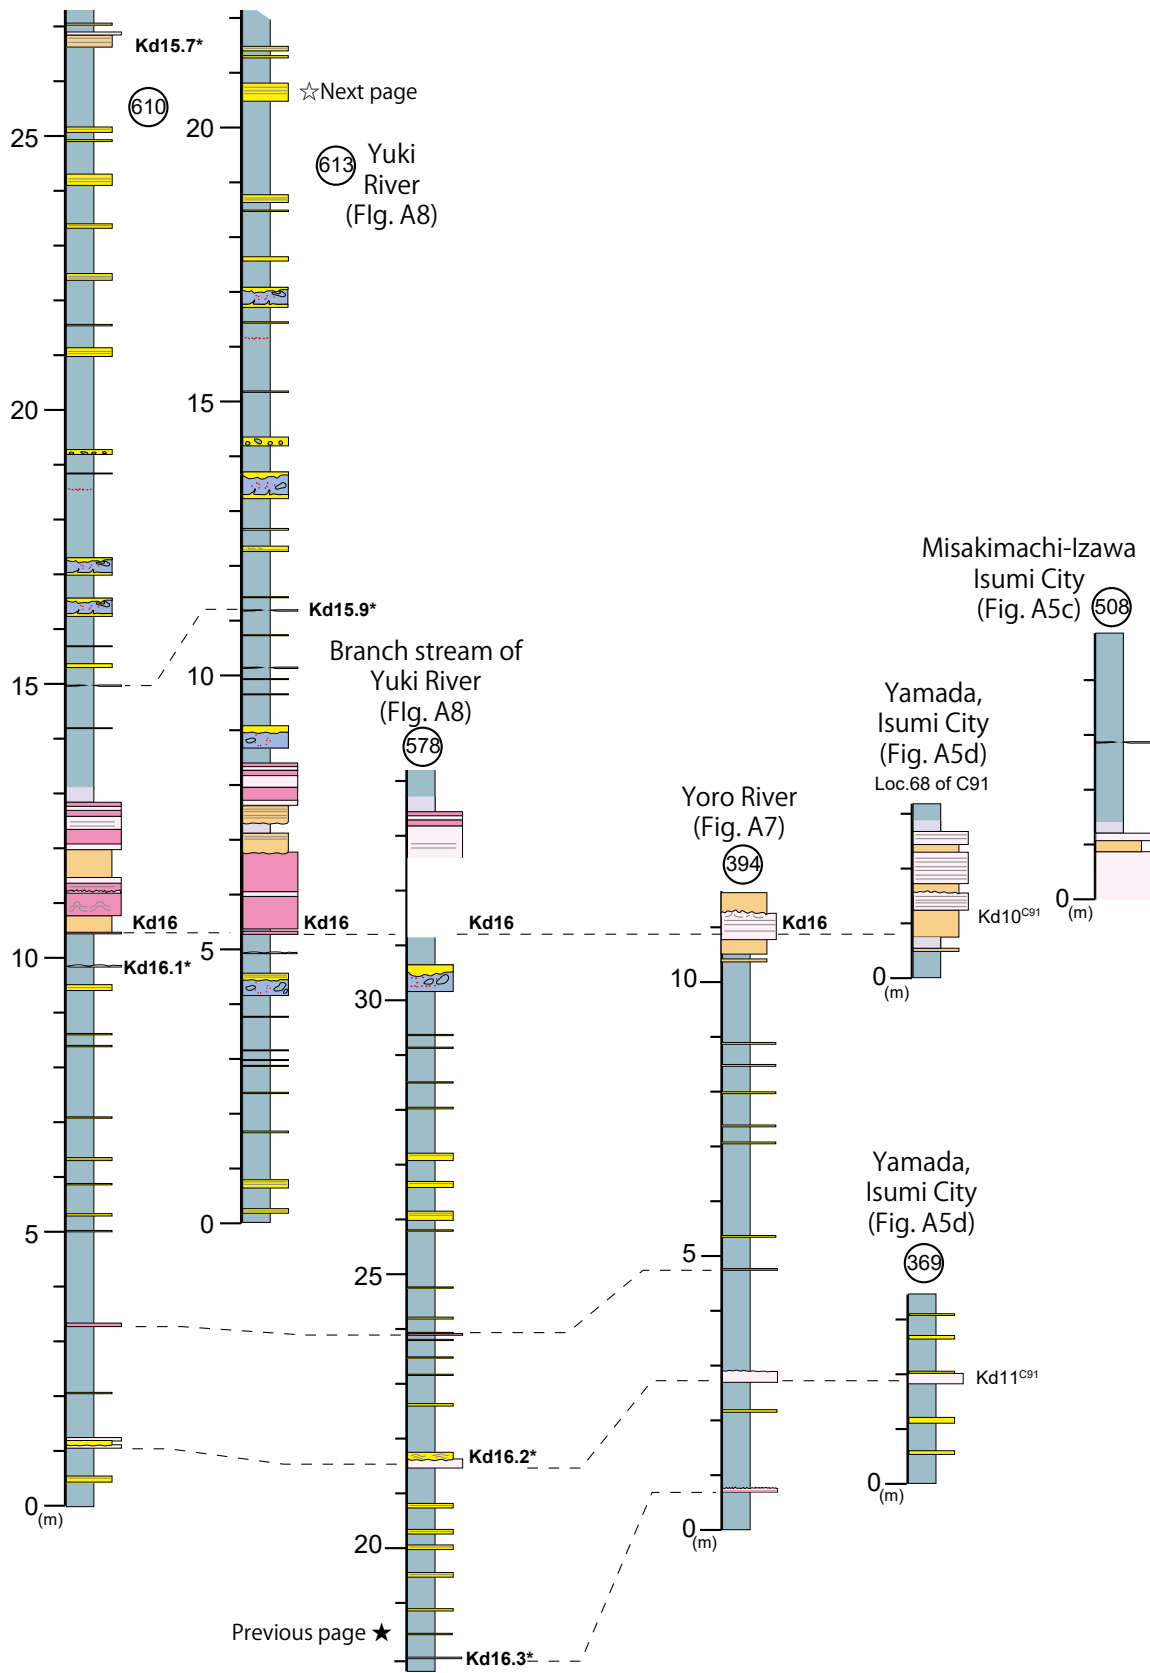 Kd15.7*
610
25
20
15
10
5
0
(m)
Kd16
Kd16.1*
☆Next page
613
Yuki
River
(FIg. A8)
20
15
10
5
0
Kd15.9*
Kd16
Branch stream of
Yuki River
(FIg. A8)
578
Kd16
30
25
20
Kd16.2*
Previous page ★
Kd16.3*
Yoro River
(Fig. A7)
394
Kd16
10
5
0
(m)
Misakimachi-Izawa
Isumi City
(Fig. A5c)
508
0
(m)
Yamada,
Isumi City
(Fig. A5d)
Loc.68 of C91
Kd10C91
0
(m)
Yamada,
Isumi City
(Fig. A5d)
369
Kd11C91
0
(m)